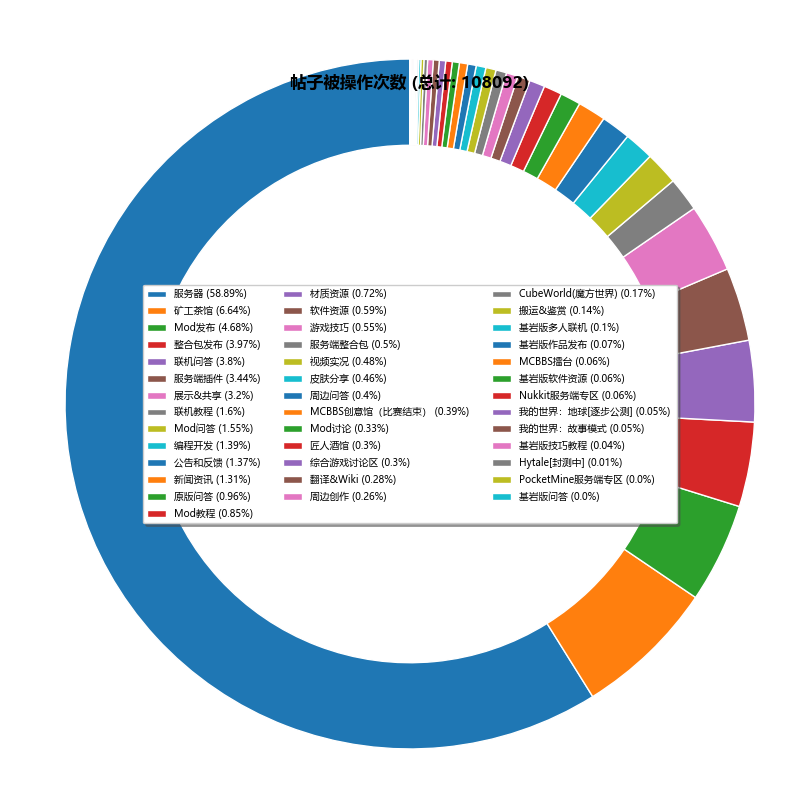 帖子被操作次数 (总计: 108092)
服务器 (58.89%)
矿工茶馆 (6.64%)
Mod发布 (4.68%)
整合包发布 (3.97%)
联机问答 (3.8%)
服务端插件 (3.44%)
展示&共享 (3.2%)
联机教程 (1.6%)
Mod问答 (1.55%)
编程开发 (1.39%)
公告和反馈 (1.37%)
新闻资讯 (1.31%)
原版问答 (0.96%)
Mod教程 (0.85%)
材质资源 (0.72%)
软件资源 (0.59%)
游戏技巧 (0.55%)
服务端整合包 (0.5%)
视频实况 (0.48%)
皮肤分享 (0.46%)
周边问答 (0.4%)
MCBBS创意馆（比赛结束） (0.39%)
Mod讨论 (0.33%)
匠人酒馆 (0.3%)
综合游戏讨论区 (0.3%)
翻译&Wiki (0.28%)
周边创作 (0.26%)
CubeWorld(魔方世界) (0.17%)
搬运&鉴赏 (0.14%)
基岩版多人联机 (0.1%)
基岩版作品发布 (0.07%)
MCBBS擂台 (0.06%)
基岩版软件资源 (0.06%)
Nukkit服务端专区 (0.06%)
我的世界：地球[逐步公测] (0.05%)
我的世界：故事模式 (0.05%)
基岩版技巧教程 (0.04%)
Hytale[封测中] (0.01%)
PocketMine服务端专区 (0.0%)
基岩版问答 (0.0%)